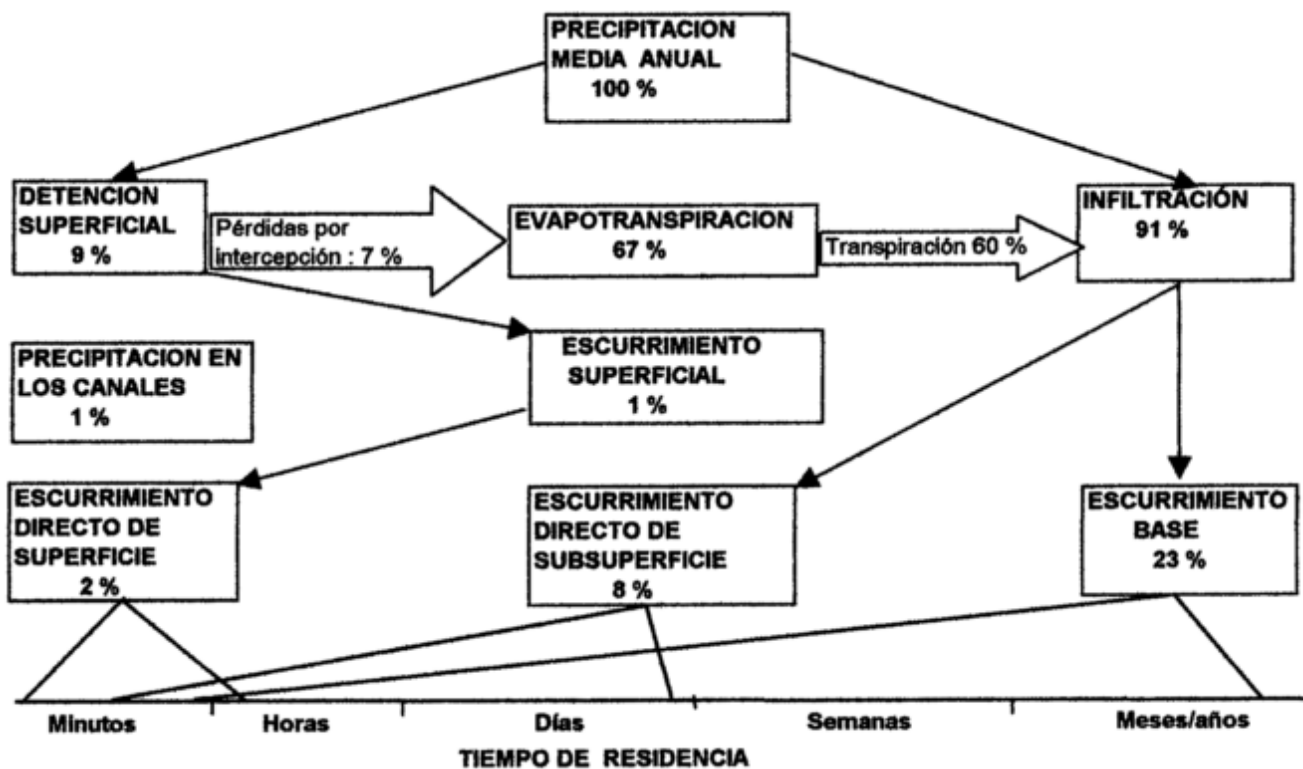 PRECIPITACION
MEDIA ANUAL
100 %
DETENCION
SUPERFICIAL
9 %
Pérdidas por
intercepción : 7 %
EVAPOTRANSPIRACION
67 %
Transpiración 60 %
INFILTRACIÓN
91 %
PRECIPITACION EN
LOS CANALES
1 %
ESCURRIMIENTO
SUPERFICIAL
1 %
ESCURRIMIENTO
DIRECTO DE
SUPERFICIE
2 %
ESCURRIMIENTO
DIRECTO DE
SUBSUPERFICIE
8 %
ESCURRIMIENTO
BASE
23 %
Minutos
Horas
Días
Semanas
Meses/años
TIEMPO DE RESIDENCIA